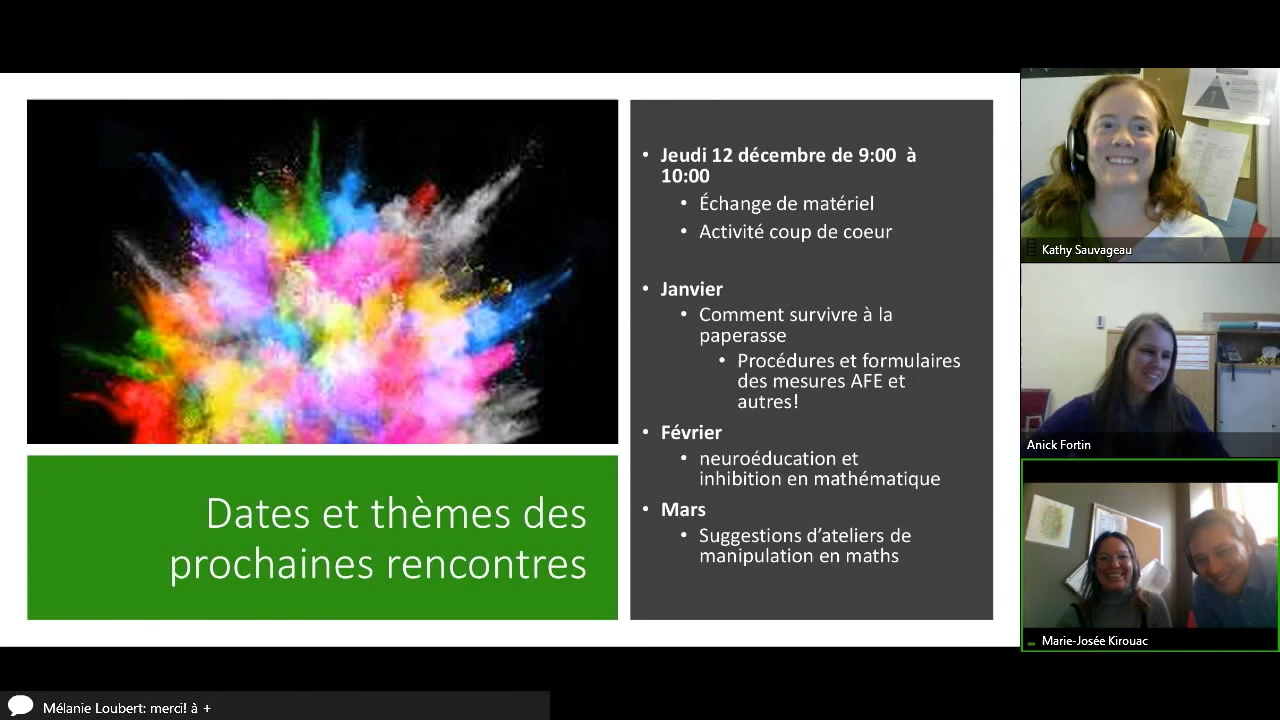 Dates et thèmes des
prochaines rencontres
• Jeudi 12 décembre de 9:00 à
10:00
• Échange de matériel
• Activité coup de coeur
• Janvier
• Comment survivre à la
paperasse
• Procédures et formulaires
des mesures AFE et
autres!
• Février
• neuroéducation et
inhibition en mathématique
• Mars
• Suggestions d’ateliers de
manipulation en maths
Kathy Sauvageau
Anick Fortin
Marie-Josée Kirouac
Mélanie Loubert: merci! à +